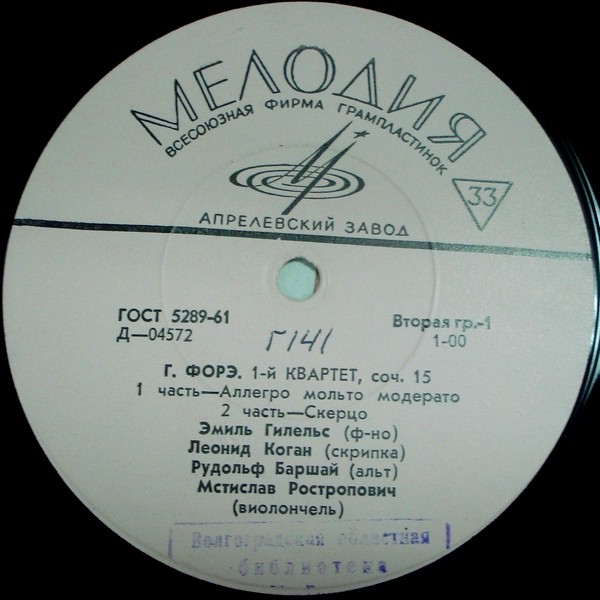 МЕЛОДИЯ
ВСЕСОЮЗНАЯ ФИРМА ГРАМПЛАСТИНОК
33
АПРЕЛЕВСКИЙ ЗАВОД
ГОСТ 5289-61
Вторая гр.-1
Д—04572
Г141
1-00
Г. ФОРЭ. 1-й КВАРТЕТ, соч. 15
1 часть—Аллегро мольто модерато
2 часть—Скерцо
Эмиль Гилельс (ф-но)
Леонид Коган (скрипка)
Рудольф Баршай (альт)
Мстислав Ростропович
(виолончель)
Волгоградская областная
библиотека